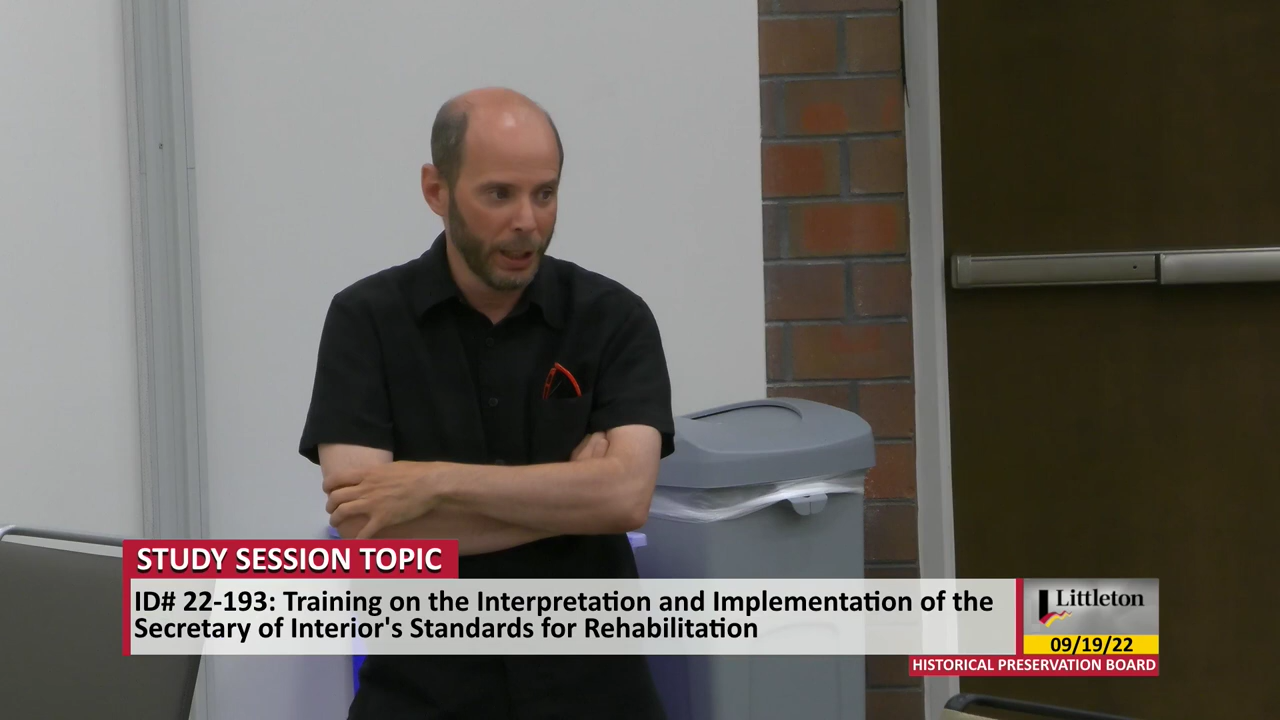 STUDY SESSION TOPIC
ID# 22-193: Training on the Interpretation and Implementation of the
Secretary of Interior's Standards for Rehabilitation
Littleton
09/19/22
HISTORICAL PRESERVATION BOARD